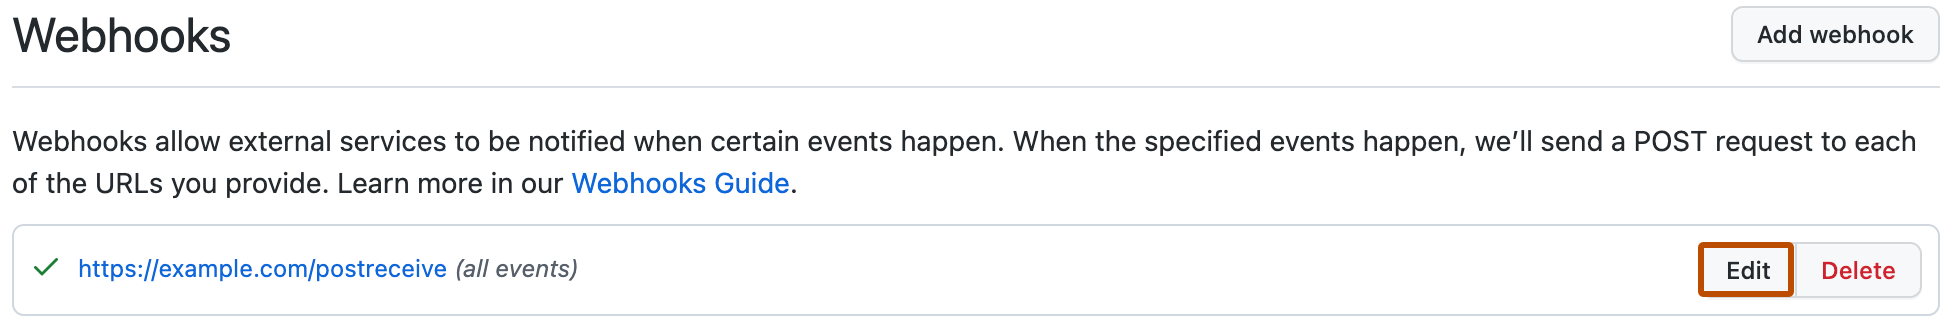 Webhooks
Add webhook
Webhooks allow external services to be notified when certain events happen. When the specified events happen, we’ll send a POST request to each
of the URLs you provide. Learn more in our Webhooks Guide.
https://example.com/postreceive (all events)
Edit
Delete